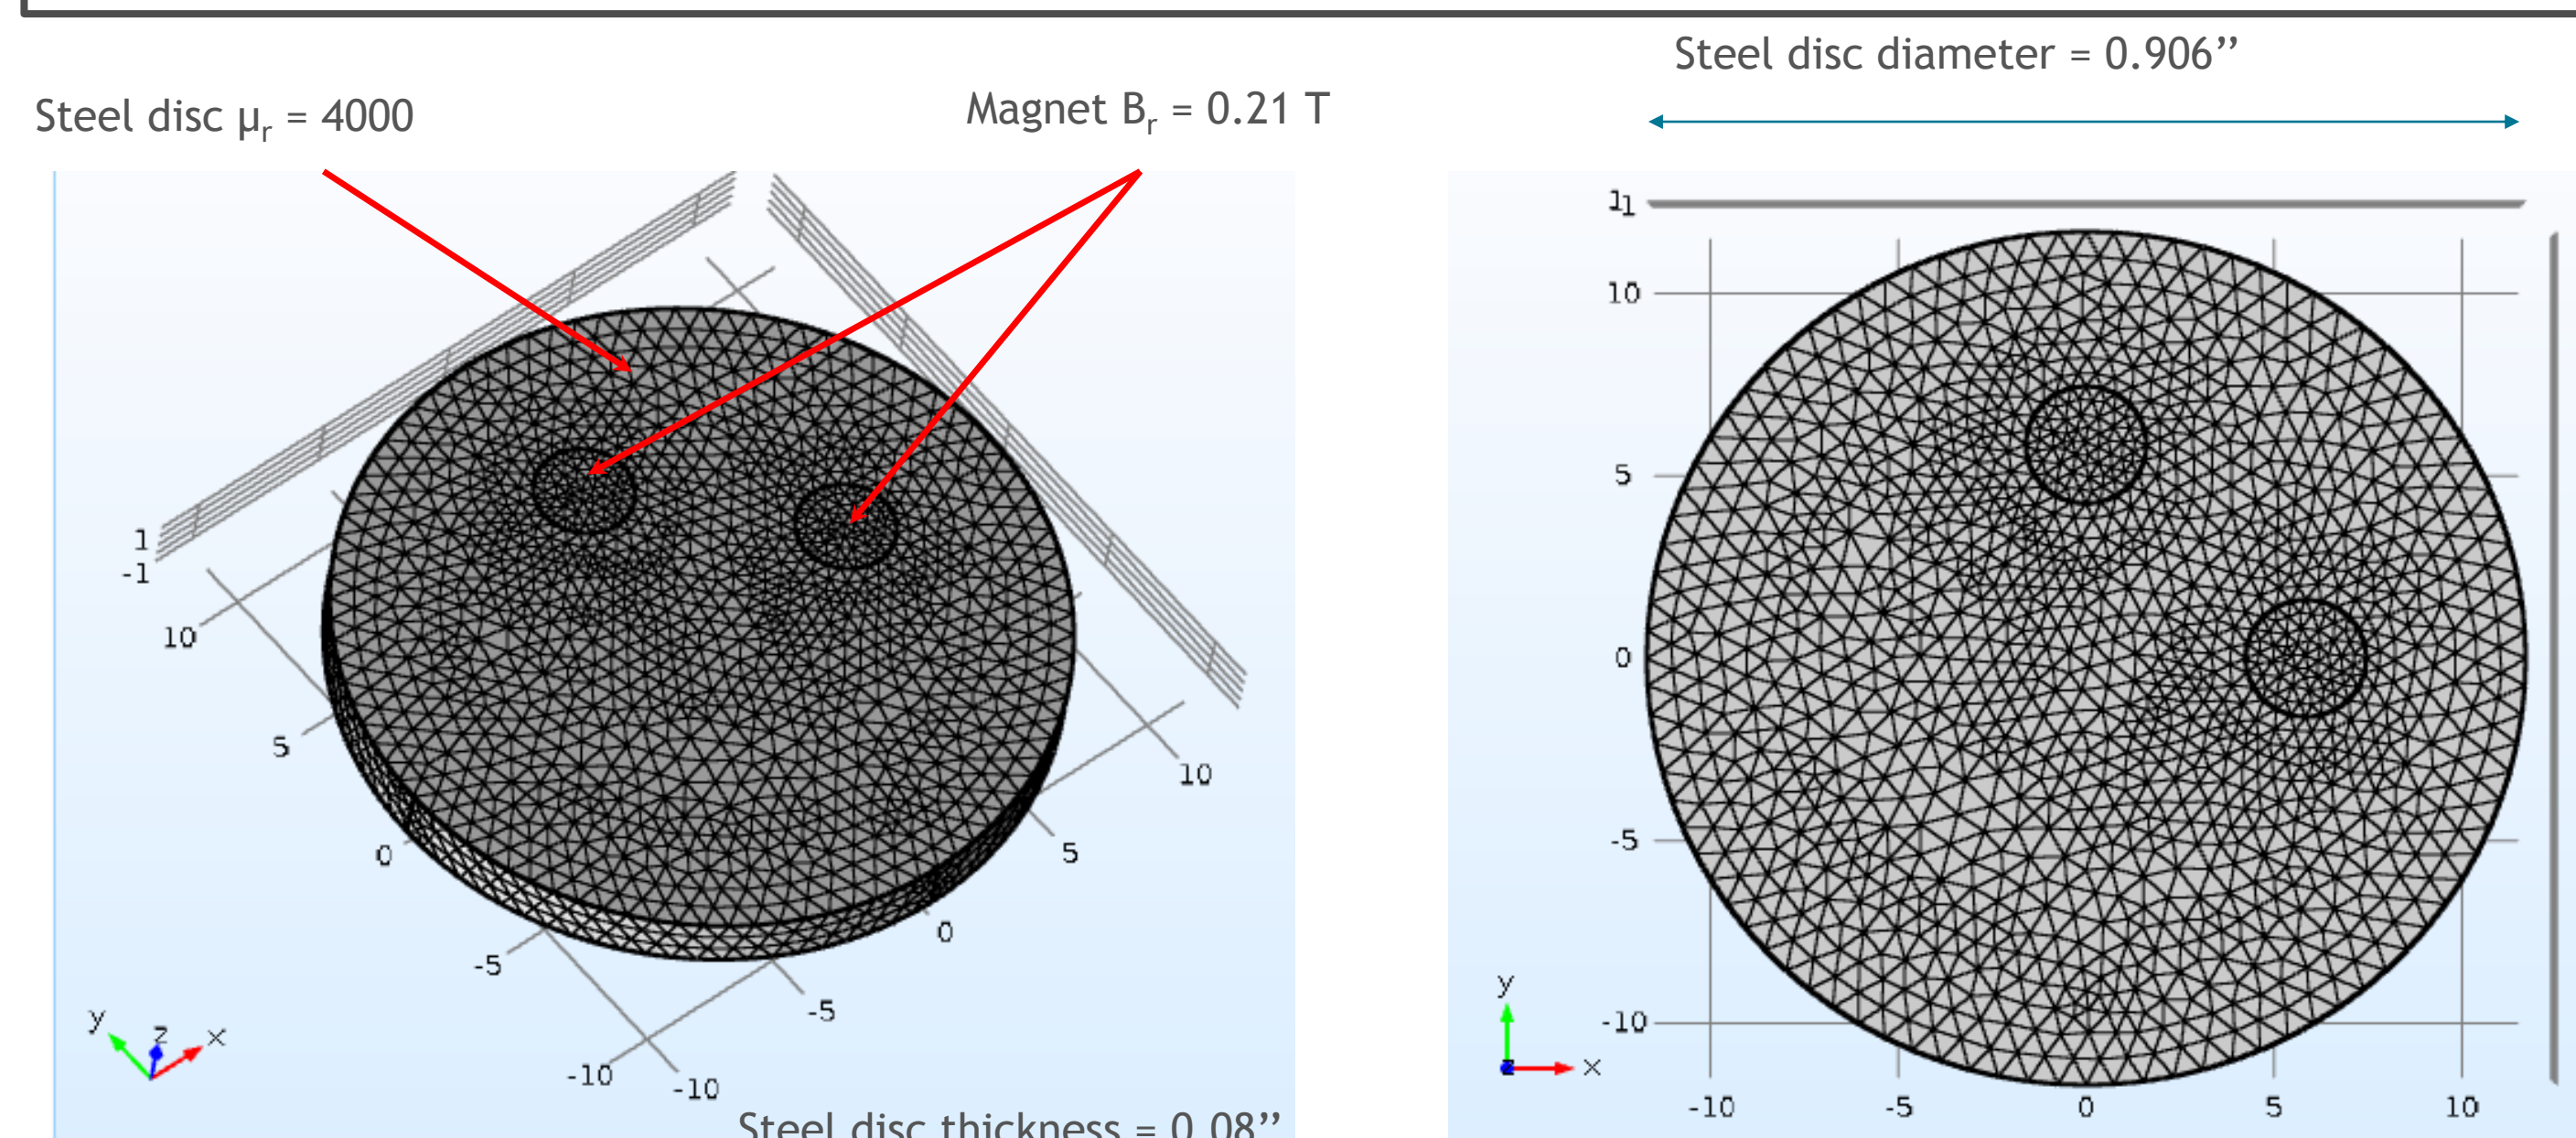 Steel disc diameter = 0.906’’
Steel disc μr = 4000
Magnet Br = 0.21 T
1
-1
10
5
0
-5
-10
-10
-5
0
5
10
y
z
x
Steel disc thickness = 0.08’’
11
10
5
0
-5
-10
y
z
x
-10
-5
0
5
10